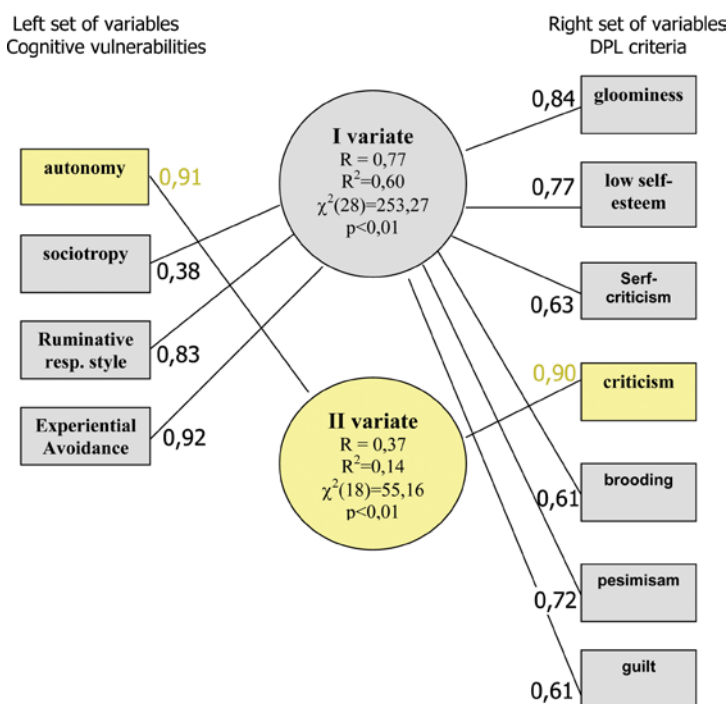 Left set of variables
Cognitive vulnerabilities
Right set of variables
DPL criteria
autonomy
0,91
sociotropy
0,38
Ruminative
resp. style
0,83
Experiential
Avoidance
0,92
I variate
R = 0,77
R²=0,60
χ²(28)=253,27
p<0,01
II variate
R = 0,37
R²=0,14
χ²(18)=55,16
p<0,01
0,84
gloominess
0,77
low self-
esteem
0,63
Serf-
criticism
0,90
criticism
0,61
brooding
0,72
pesimisam
0,61
guilt